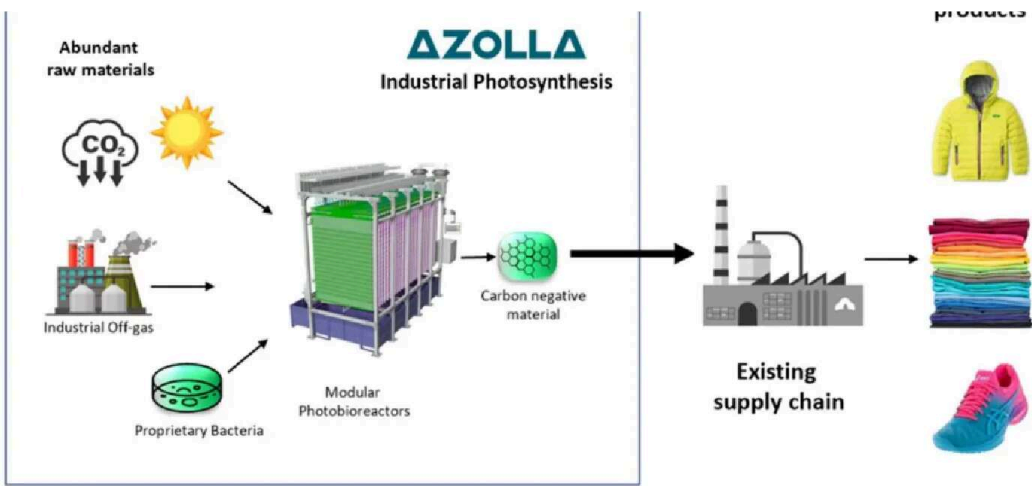 products
Abundant
raw materials
AZOLLA
Industrial Photosynthesis
CO₂
Industrial Off-gas
Proprietary Bacteria
Modular
Photobioreactors
Carbon negative
material
Existing
supply chain